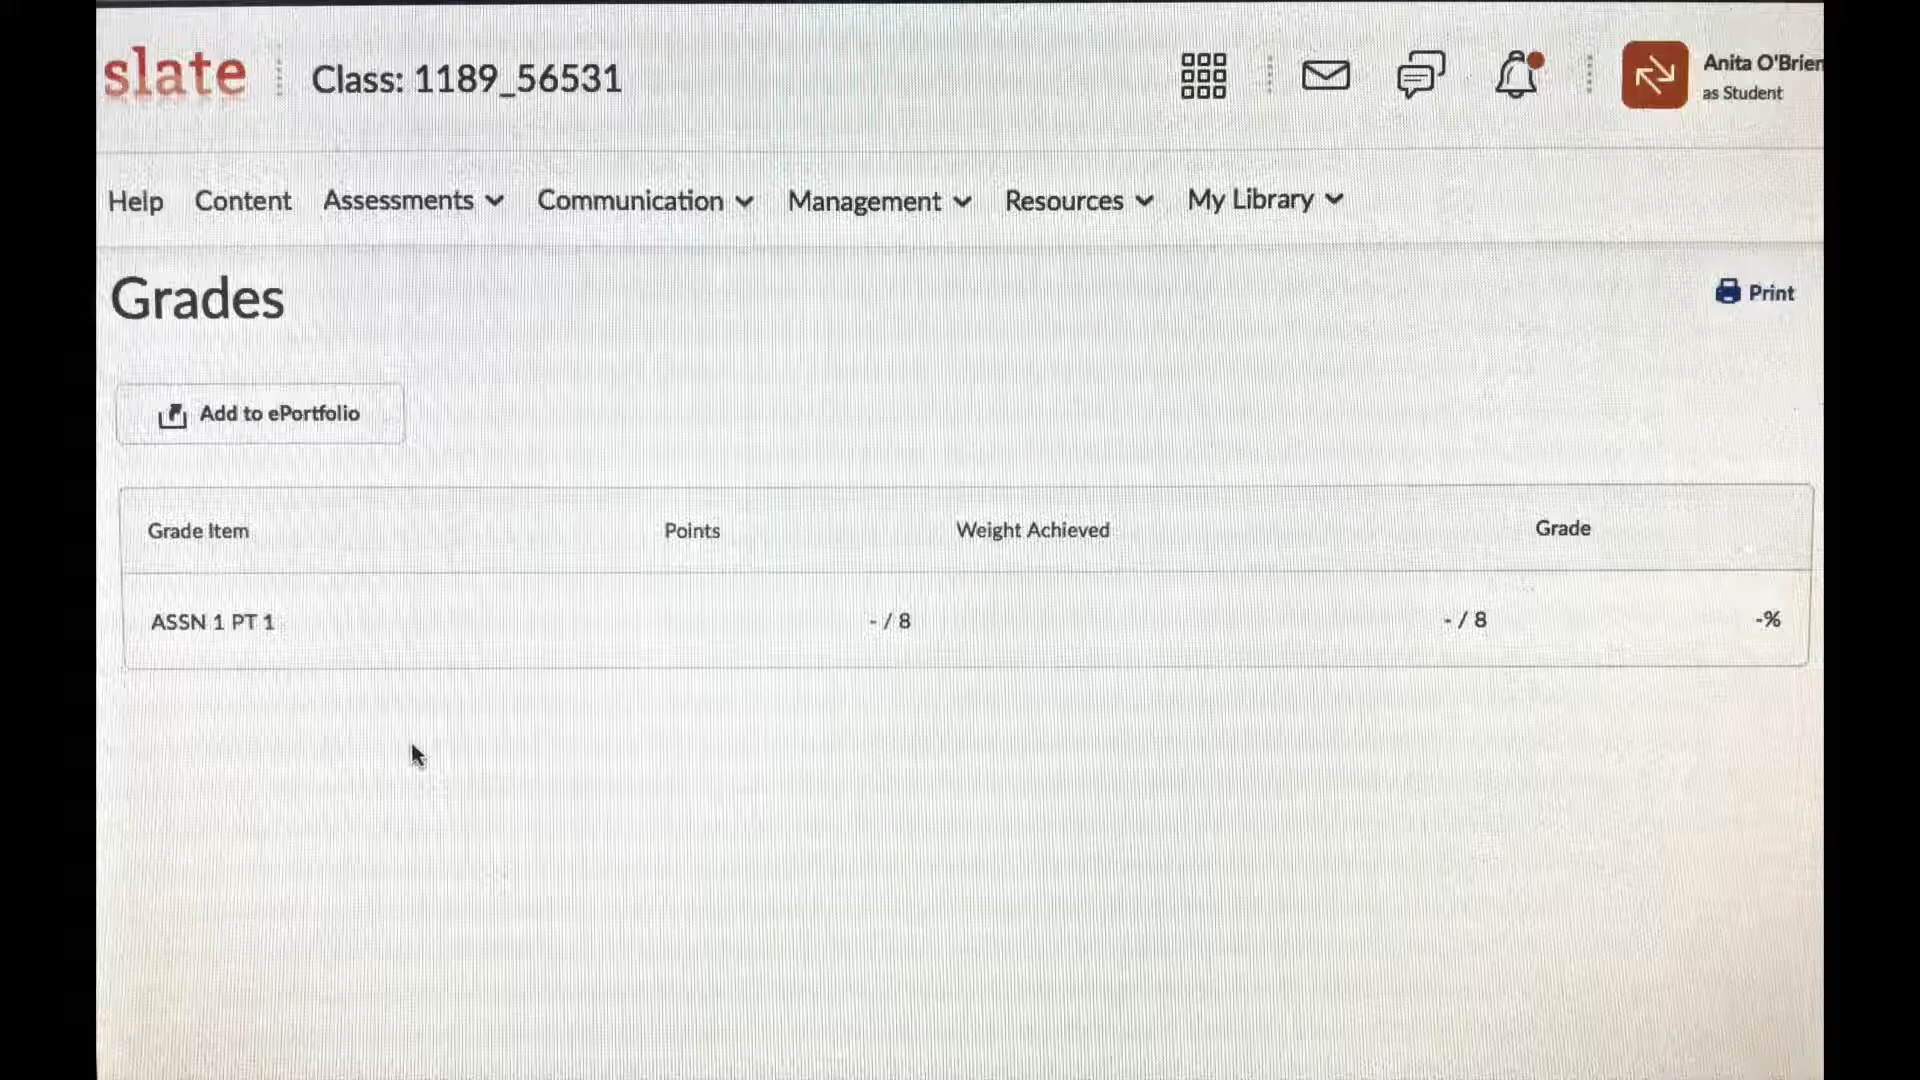 slate
Class: 1189_56531
Anita O'Brien
as Student
Help Content Assessments Communication Management Resources My Library
Grades
Print
Add to ePortfolio
Grade Item Points Weight Achieved Grade
ASSN 1 PT 1 - / 8 - / 8 -%